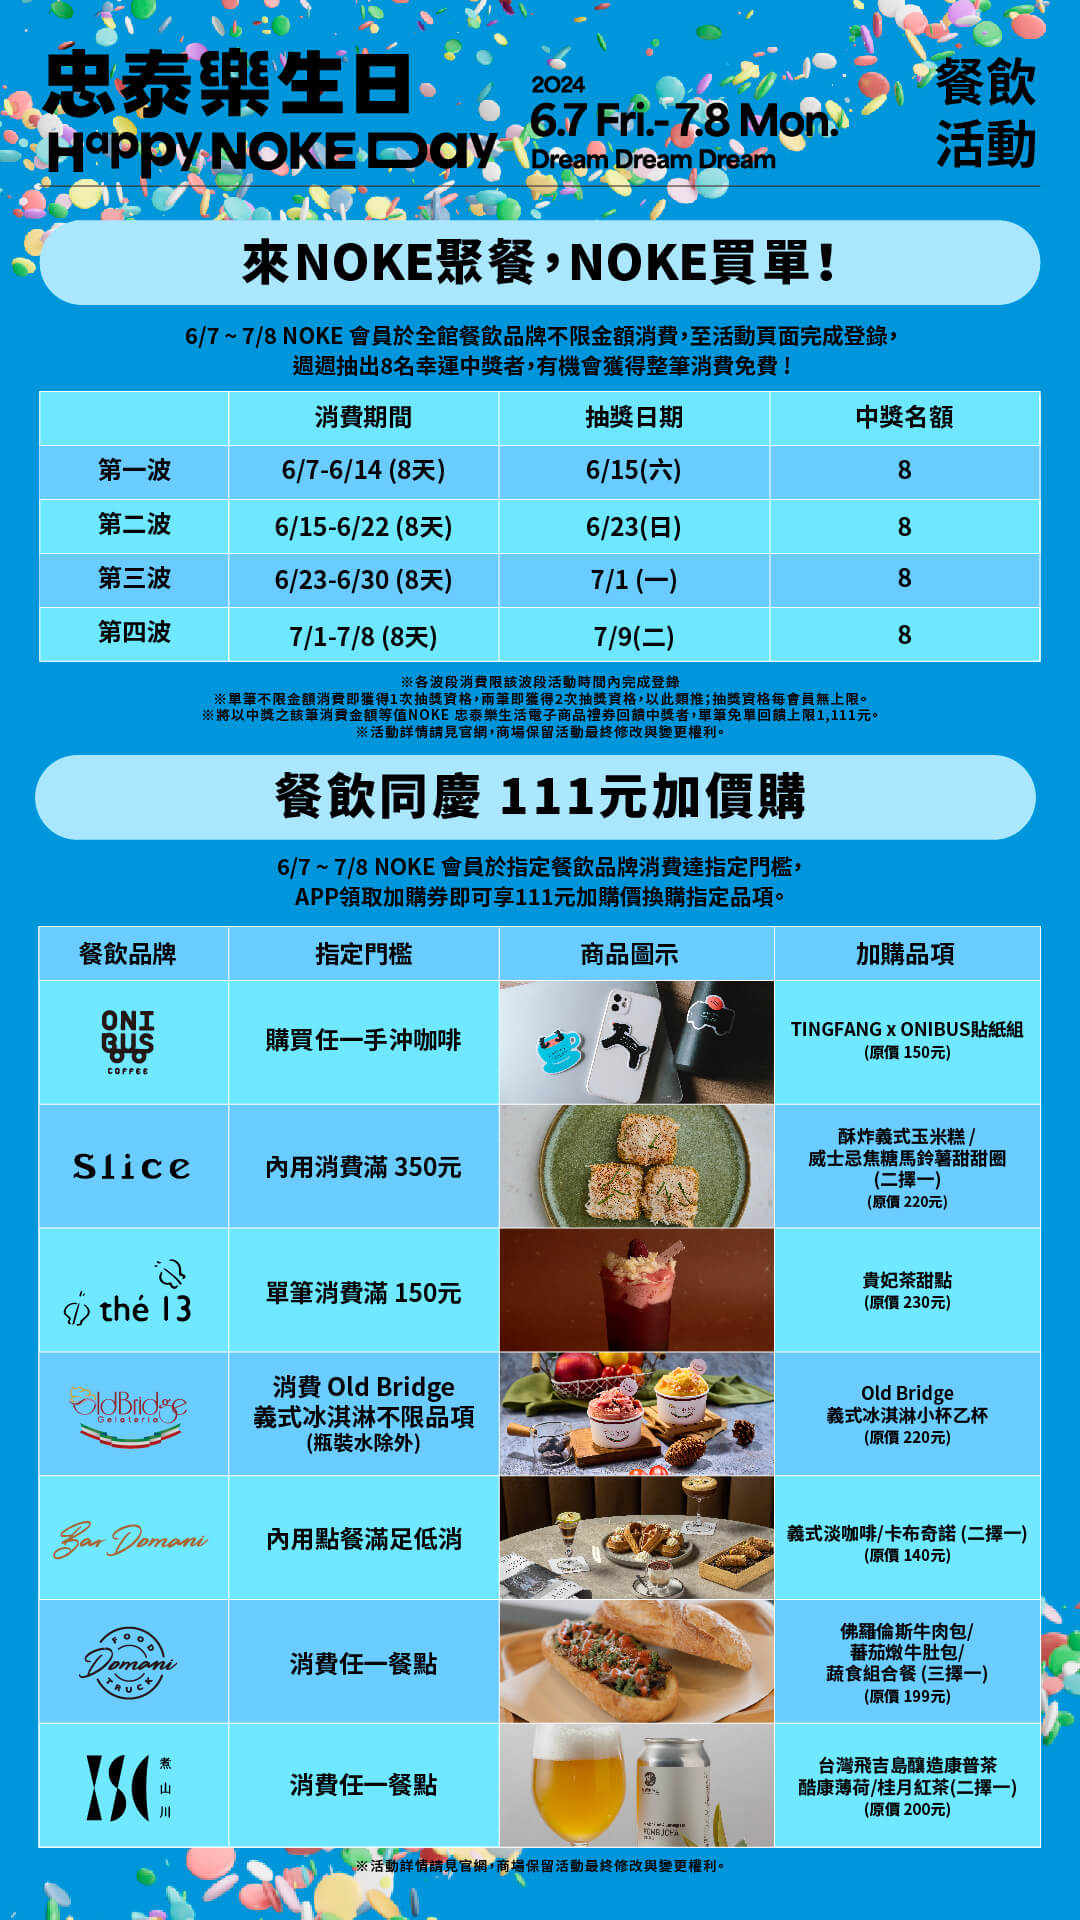 忠泰樂生日
Happy NOKE Day
2024
6.7 Fri.-7.8 Mon.
Dream Dream Dream
餐飲
活動
來NOKE聚餐，NOKE買單！
6/7 ~ 7/8 NOKE 會員於全館餐飲品牌不限金額消費，至活動頁面完成登錄，
週週抽出8名幸運中獎者，有機會獲得整筆消費免費！
消費期間 抽獎日期 中獎名額
第一波 6/7-6/14 (8天) 6/15(六) 8
第二波 6/15-6/22 (8天) 6/23(日) 8
第三波 6/23-6/30 (8天) 7/1 (一) 8
第四波 7/1-7/8 (8天) 7/9(二) 8
※各波段消費限該波段活動時間內完成登錄
※單筆不限金額消費即獲得1次抽獎資格，兩筆即獲得2次抽獎資格，以此類推；抽獎資格每會員無上限。
※將以中獎之該筆消費金額等值NOKE 忠泰樂生活電子商品禮券回饋中獎者，單筆免單回饋上限1,111元。
※活動詳情請見官網，商場保留活動最終修改與變更權利。
餐飲同慶 111元加價購
6/7 ~ 7/8 NOKE 會員於指定餐飲品牌消費達指定門檻，
APP領取加購券即可享111元加購價換購指定品項。
餐飲品牌 指定門檻 商品圖示 加購品項
ONI
BUS
COFFEE
購買任一手沖咖啡
TINGFANG x ONIBUS貼紙組
(原價 150元)
Slice
內用消費滿 350元
酥炸義式玉米糕 /
威士忌焦糖馬鈴薯甜甜圈
(二擇一)
(原價 220元)
thé 13
單筆消費滿 150元
貴妃茶甜點
(原價 230元)
OldBridge
Gelateria
消費 Old Bridge
義式冰淇淋不限品項
(瓶裝水除外)
Old Bridge
義式冰淇淋小杯乙杯
(原價 220元)
Bar Domani
內用點餐滿足低消
義式淡咖啡/卡布奇諾 (二擇一)
(原價 140元)
FOOD
Domani
TRUCK
消費任一餐點
佛羅倫斯牛肉包/
蕃茄燉牛肚包/
蔬食組合餐 (三擇一)
(原價 199元)
煮山川
消費任一餐點
KOMBUCHA
台灣飛吉島釀造康普茶
酷康薄荷/桂月紅茶(二擇一)
(原價 200元)
※活動詳情請見官網，商場保留活動最終修改與變更權利。